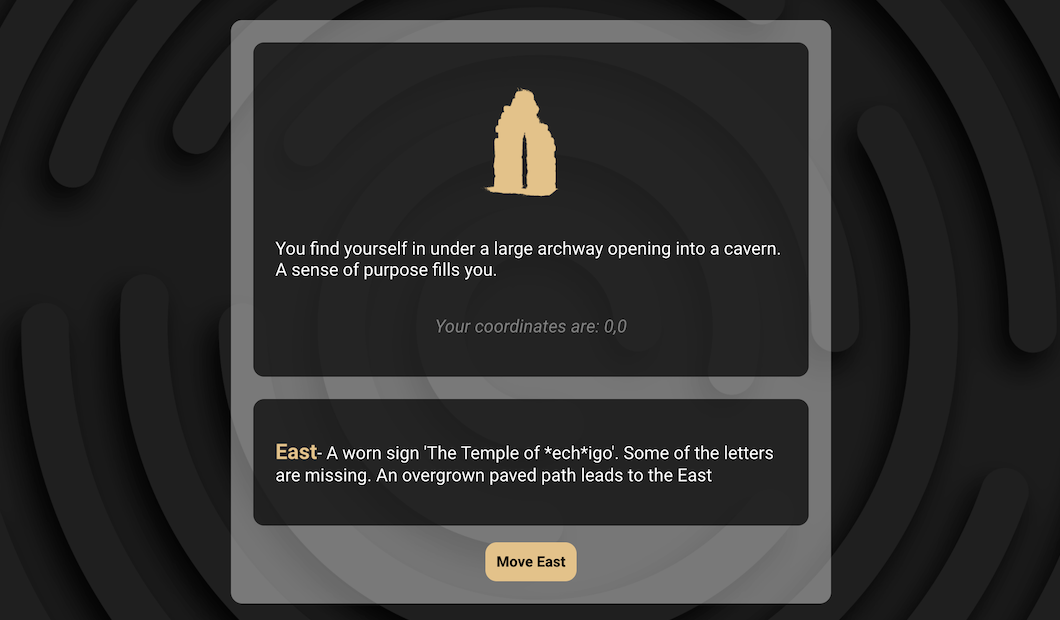 You find yourself in under a large archway opening into a cavern.
A sense of purpose fills you.
Your coordinates are: 0,0
East- A worn sign 'The Temple of *ech*igo'. Some of the letters
are missing. An overgrown paved path leads to the East
Move East